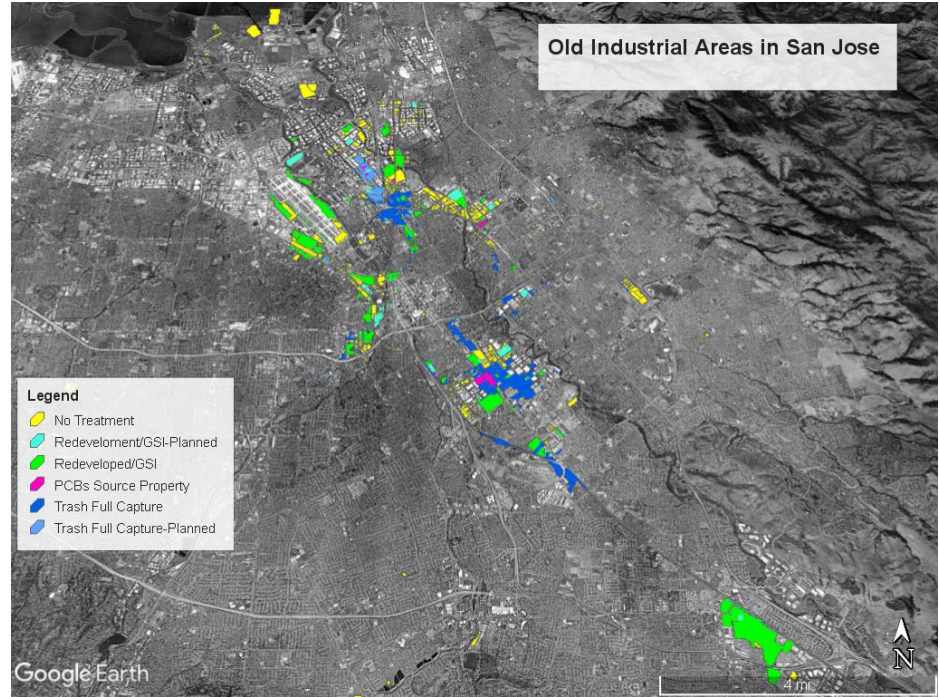 Old Industrial Areas in San Jose
Legend
No Treatment
Redeveloment/GSI-Planned
Redeveloped/GSI
PCBs Source Property
Trash Full Capture
Trash Full Capture-Planned
Google Earth
N
4 mi